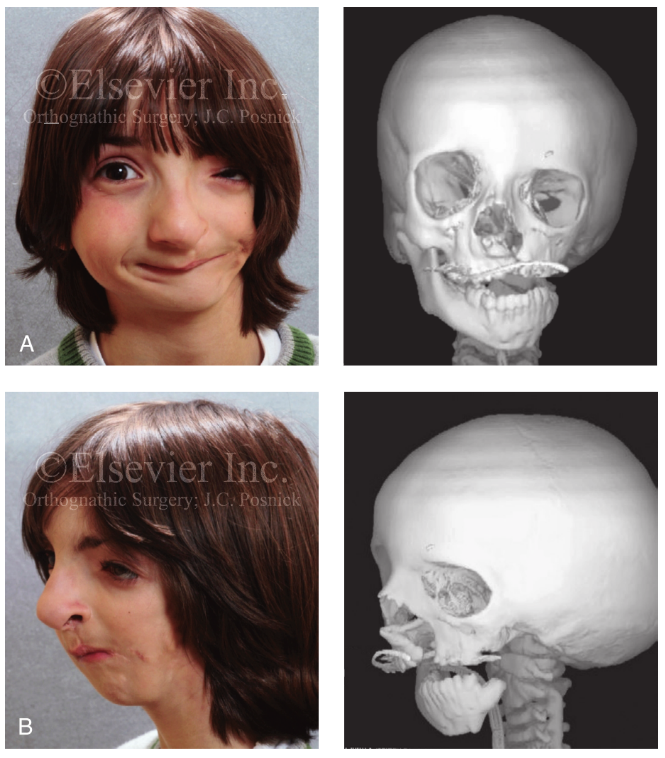 ©Elsevier Inc.
Orthognathic Surgery; J.C. Posnick
A
©Elsevier Inc.
Orthognathic Surgery; J.C. Posnick
B